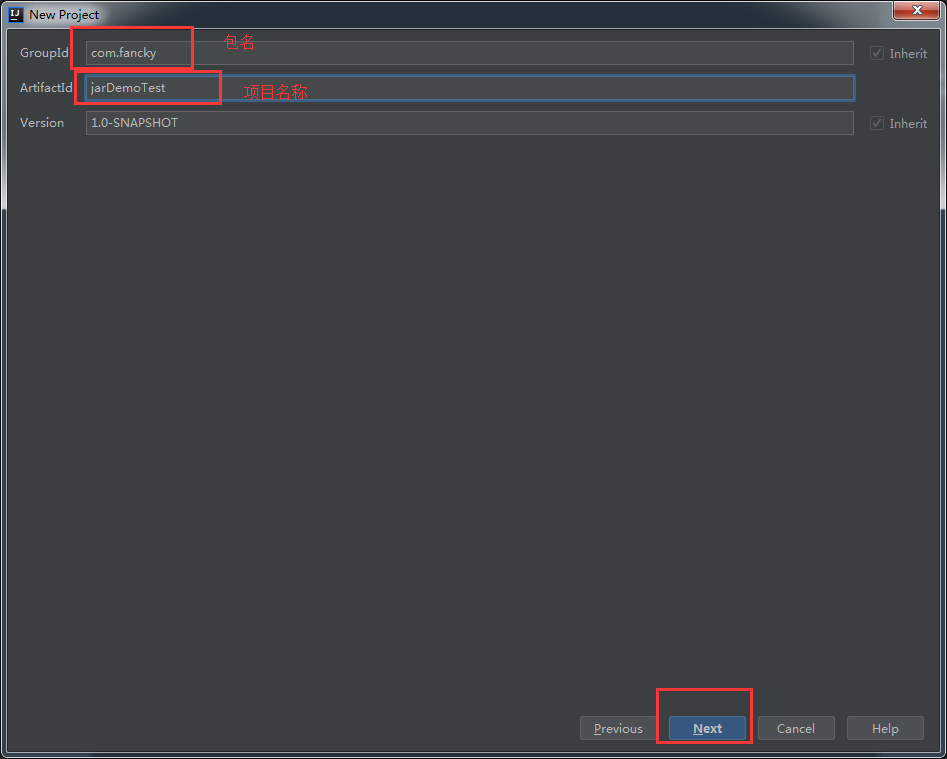 New Project
GroupId com.fancky 包名 Inherit
ArtifactId jarDemoTest 项目名称
Version 1.0-SNAPSHOT Inherit
Previous Next Cancel Help